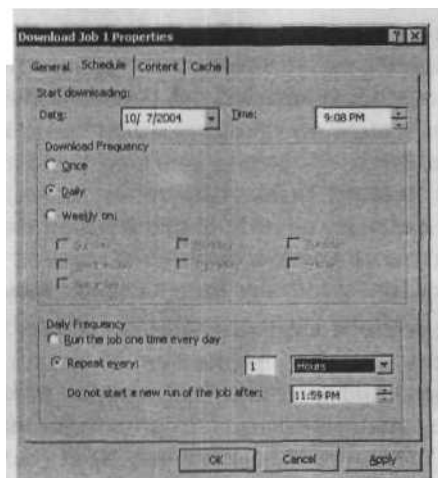 Download Job 1 Properties
General Schedule Content Cache
Start downloading:
Date: 10/ 7/2004 Time: 9:08 PM
Download Frequency
Once
Daily
Weekly on:
Daily Frequency
Run the job one time every day
Repeat every: 1 Hours
Do not start a new run of the job after: 11:59 PM
OK Cancel Apply